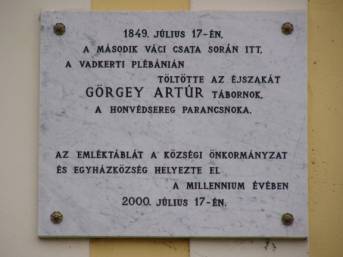 1849. JÚLIUS 17-ÉN,
A MÁSODIK VÁCI CSATA SORÁN ITT,
A VADKERTI PLÉBÁNIÁN
TÖLTÖTTE AZ ÉJSZAKÁT
GÖRGEY ARTÚR TÁBORNOK,
A HONVÉDSEREG PARANCSNOKA.
AZ EMLÉKTÁBLÁT A KÖZSÉGI ÖNKORMÁNYZAT
ÉS EGYHÁZKÖZSÉG HELYEZTE EL
A MILLENNIUM ÉVÉBEN
2000. JÚLIUS 17-ÉN.